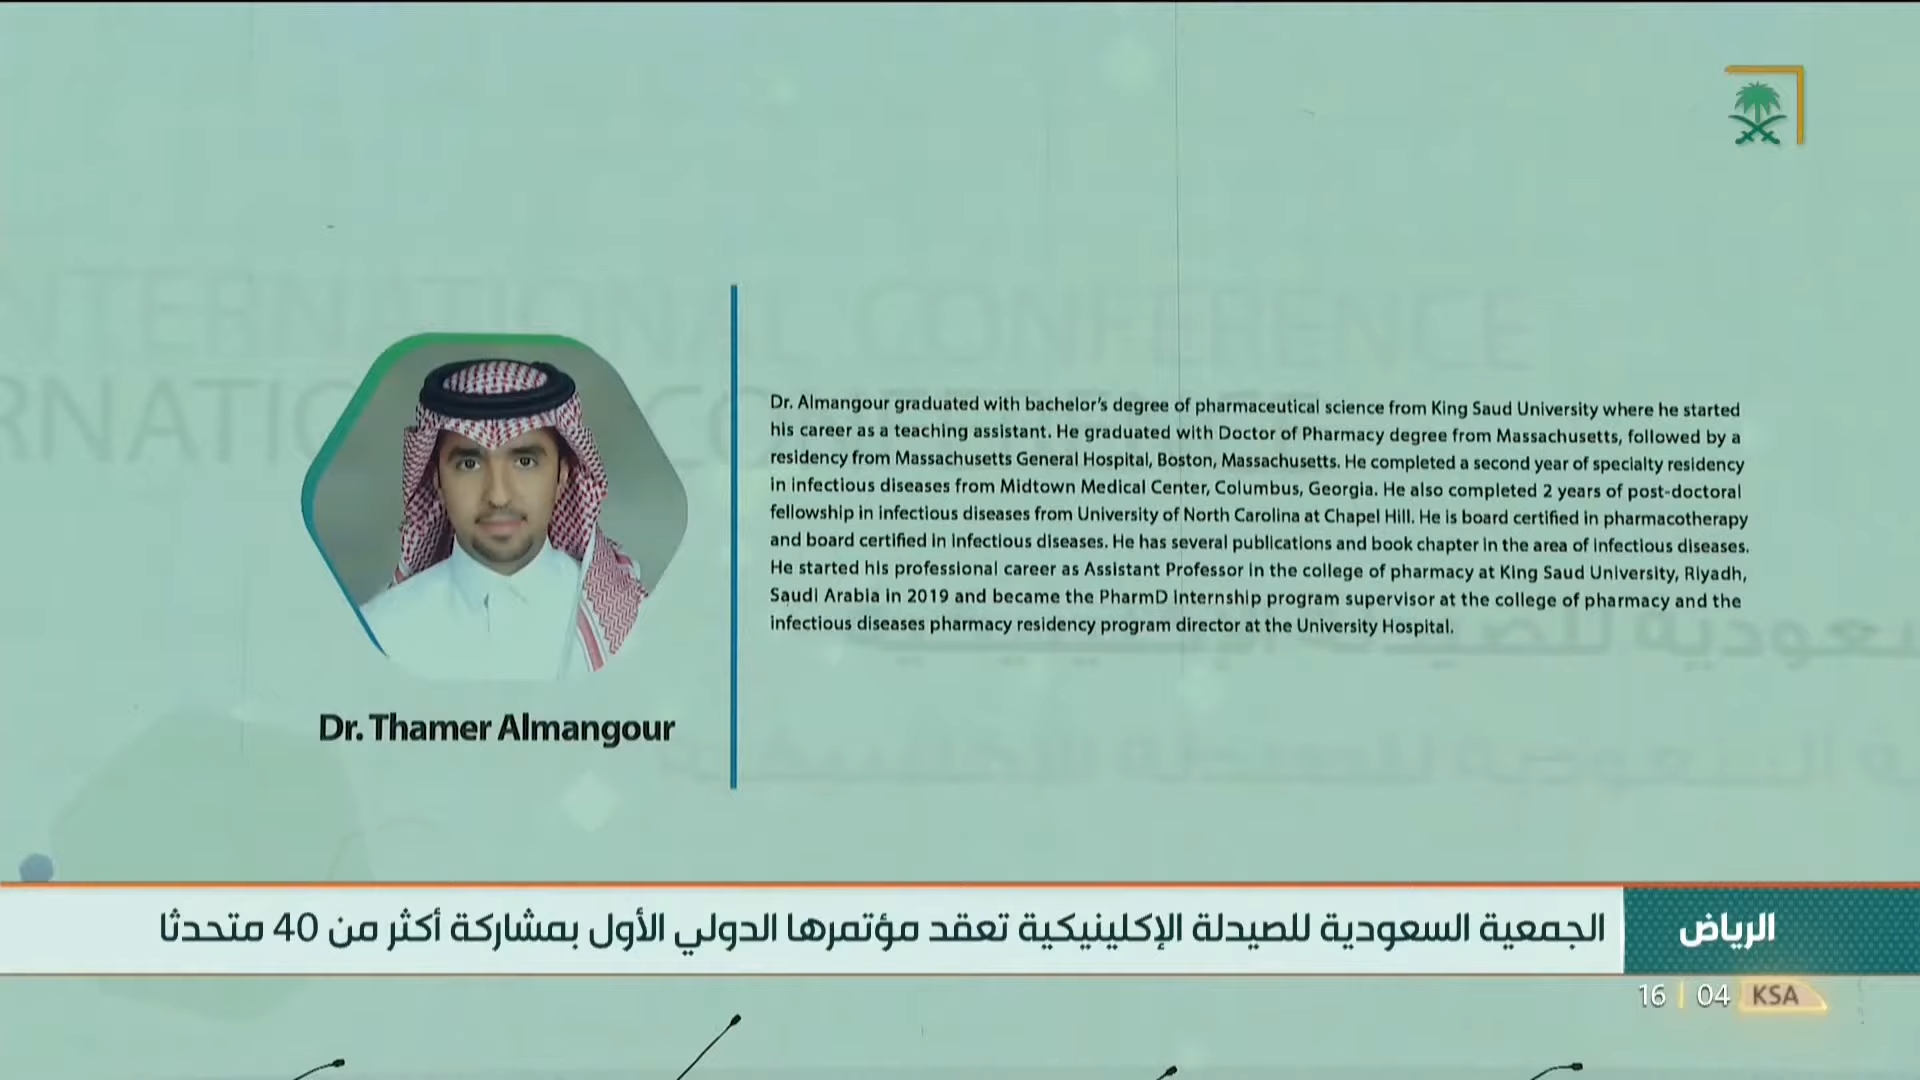 INTERNATIONAL CONFERENCE
Dr. Almangour graduated with bachelor's degree of pharmaceutical science from King Saud University where he started
his career as a teaching assistant. He graduated with Doctor of Pharmacy degree from Massachusetts, followed by a
residency from Massachusetts General Hospital, Boston, Massachusetts. He completed a second year of specialty residency
in infectious diseases from Midtown Medical Center, Columbus, Georgia. He also completed 2 years of post-doctoral
fellowship in infectious diseases from University of North Carolina at Chapel Hill. He is board certified in pharmacotherapy
and board certified in infectious diseases. He has several publications and book chapter in the area of infectious diseases.
He started his professional career as Assistant Professor in the college of pharmacy at King Saud University, Riyadh,
Saudi Arabia in 2019 and became the PharmD internship program supervisor at the college of pharmacy and the
infectious diseases pharmacy residency program director at the University Hospital.
Dr. Thamer Almangour
الرياض
الجمعية السعودية للصيدلة الإكلينيكية تعقد مؤتمرها الدولي الأول بمشاركة أكثر من 40 متحدثا
16 | 04 KSA